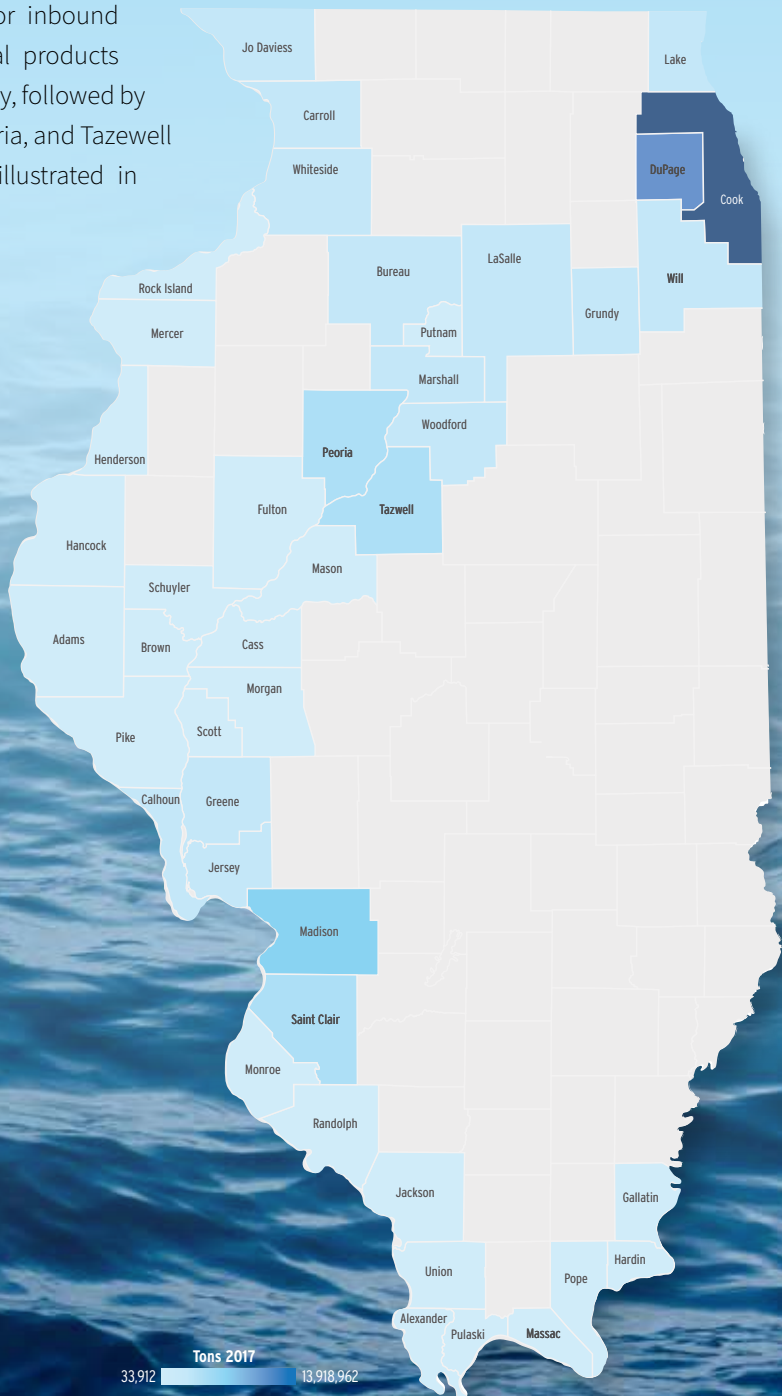 or inbound
al products
y, followed by
ria, and Tazewell
illustrated in
Jo Daviess
Lake
Carroll
Whiteside
DuPage
Cook
Bureau
LaSalle
Will
Rock Island
Grundy
Mercer
Putnam
Marshall
Woodford
Peoria
Henderson
Fulton
Tazwell
Hancock
Mason
Schuyler
Adams
Brown
Cass
Morgan
Scott
Pike
Calhoun
Greene
Jersey
Madison
Saint Clair
Monroe
Randolph
Jackson
Gallatin
Union
Hardin
Pope
Alexander
Pulaski
Massac
Tons 2017
33,912
13,918,962